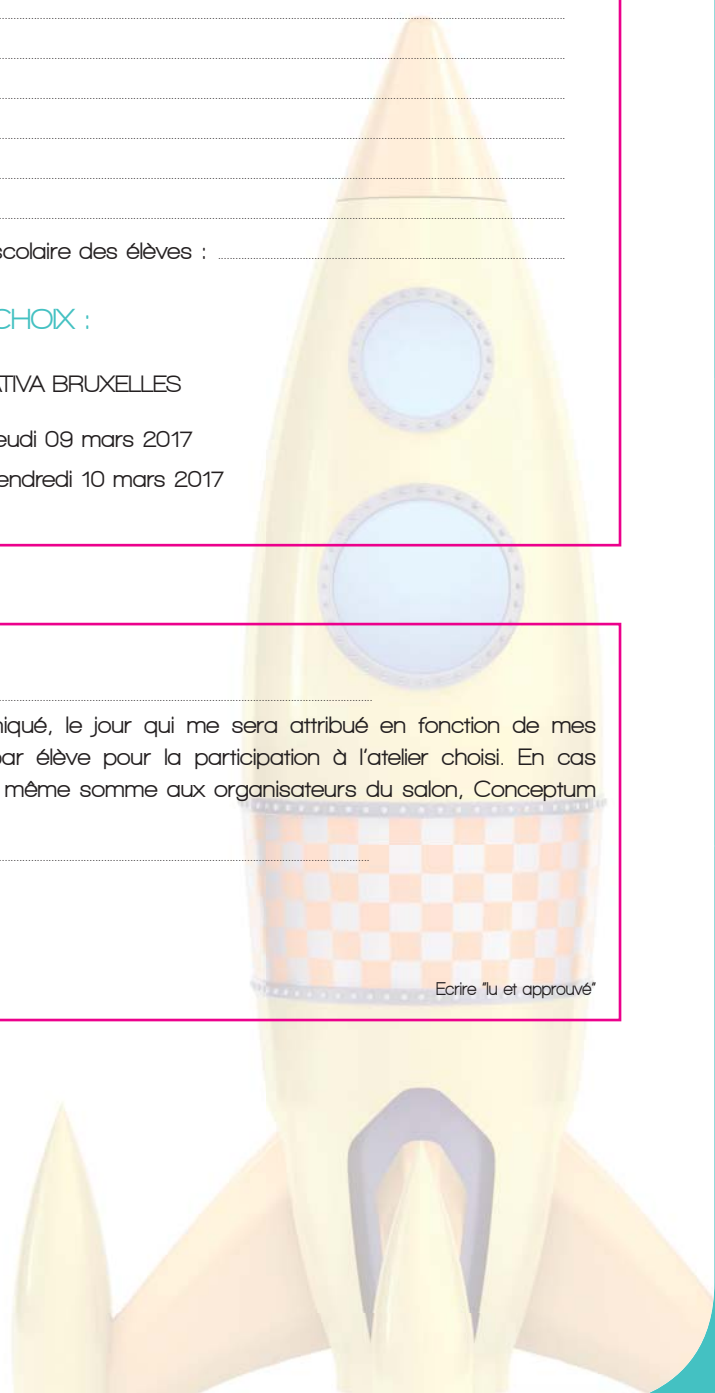 scolaire des élèves :
CHOIX :
ATIVA BRUXELLES
eudi 09 mars 2017
endredi 10 mars 2017
niqué, le jour qui me sera attribué en fonction de mes
par élève pour la participation à l'atelier choisi. En cas
même somme aux organisateurs du salon, Conceptum
Ecrire "lu et approuvé"